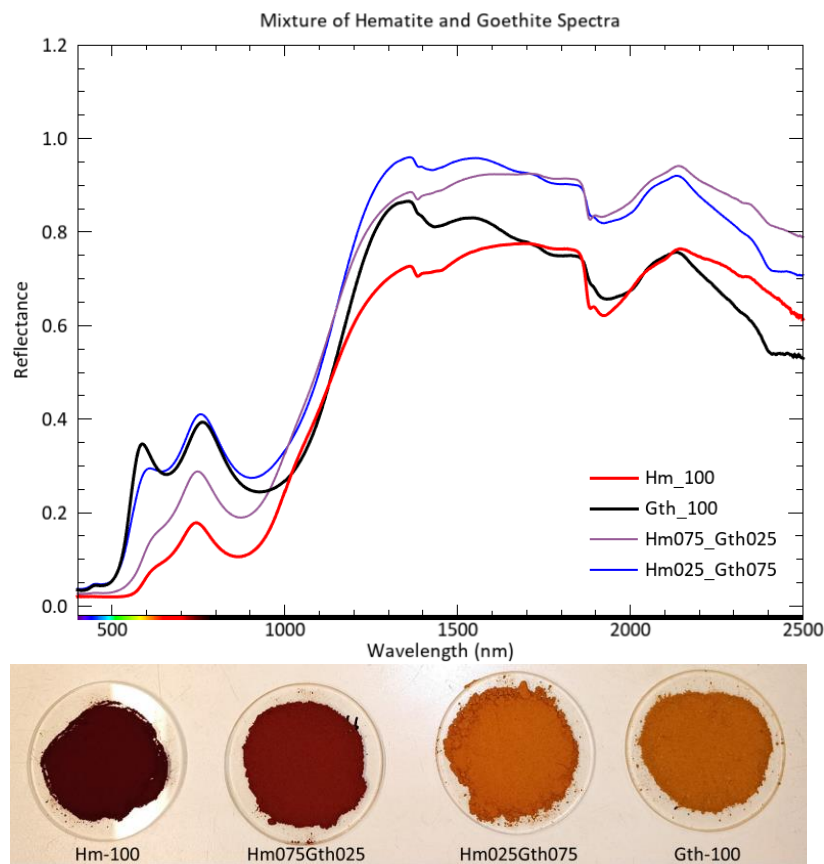 Mixture of Hematite and Goethite Spectra
1.2
1.0
0.8
0.6
0.4
0.2
0.0
Reflectance
Hm_100
Gth_100
Hm075_Gth025
Hm025_Gth075
500 1000 1500 2000 2500
Wavelength (nm)
Hm-100 Hm075Gth025 Hm025Gth075 Gth-100